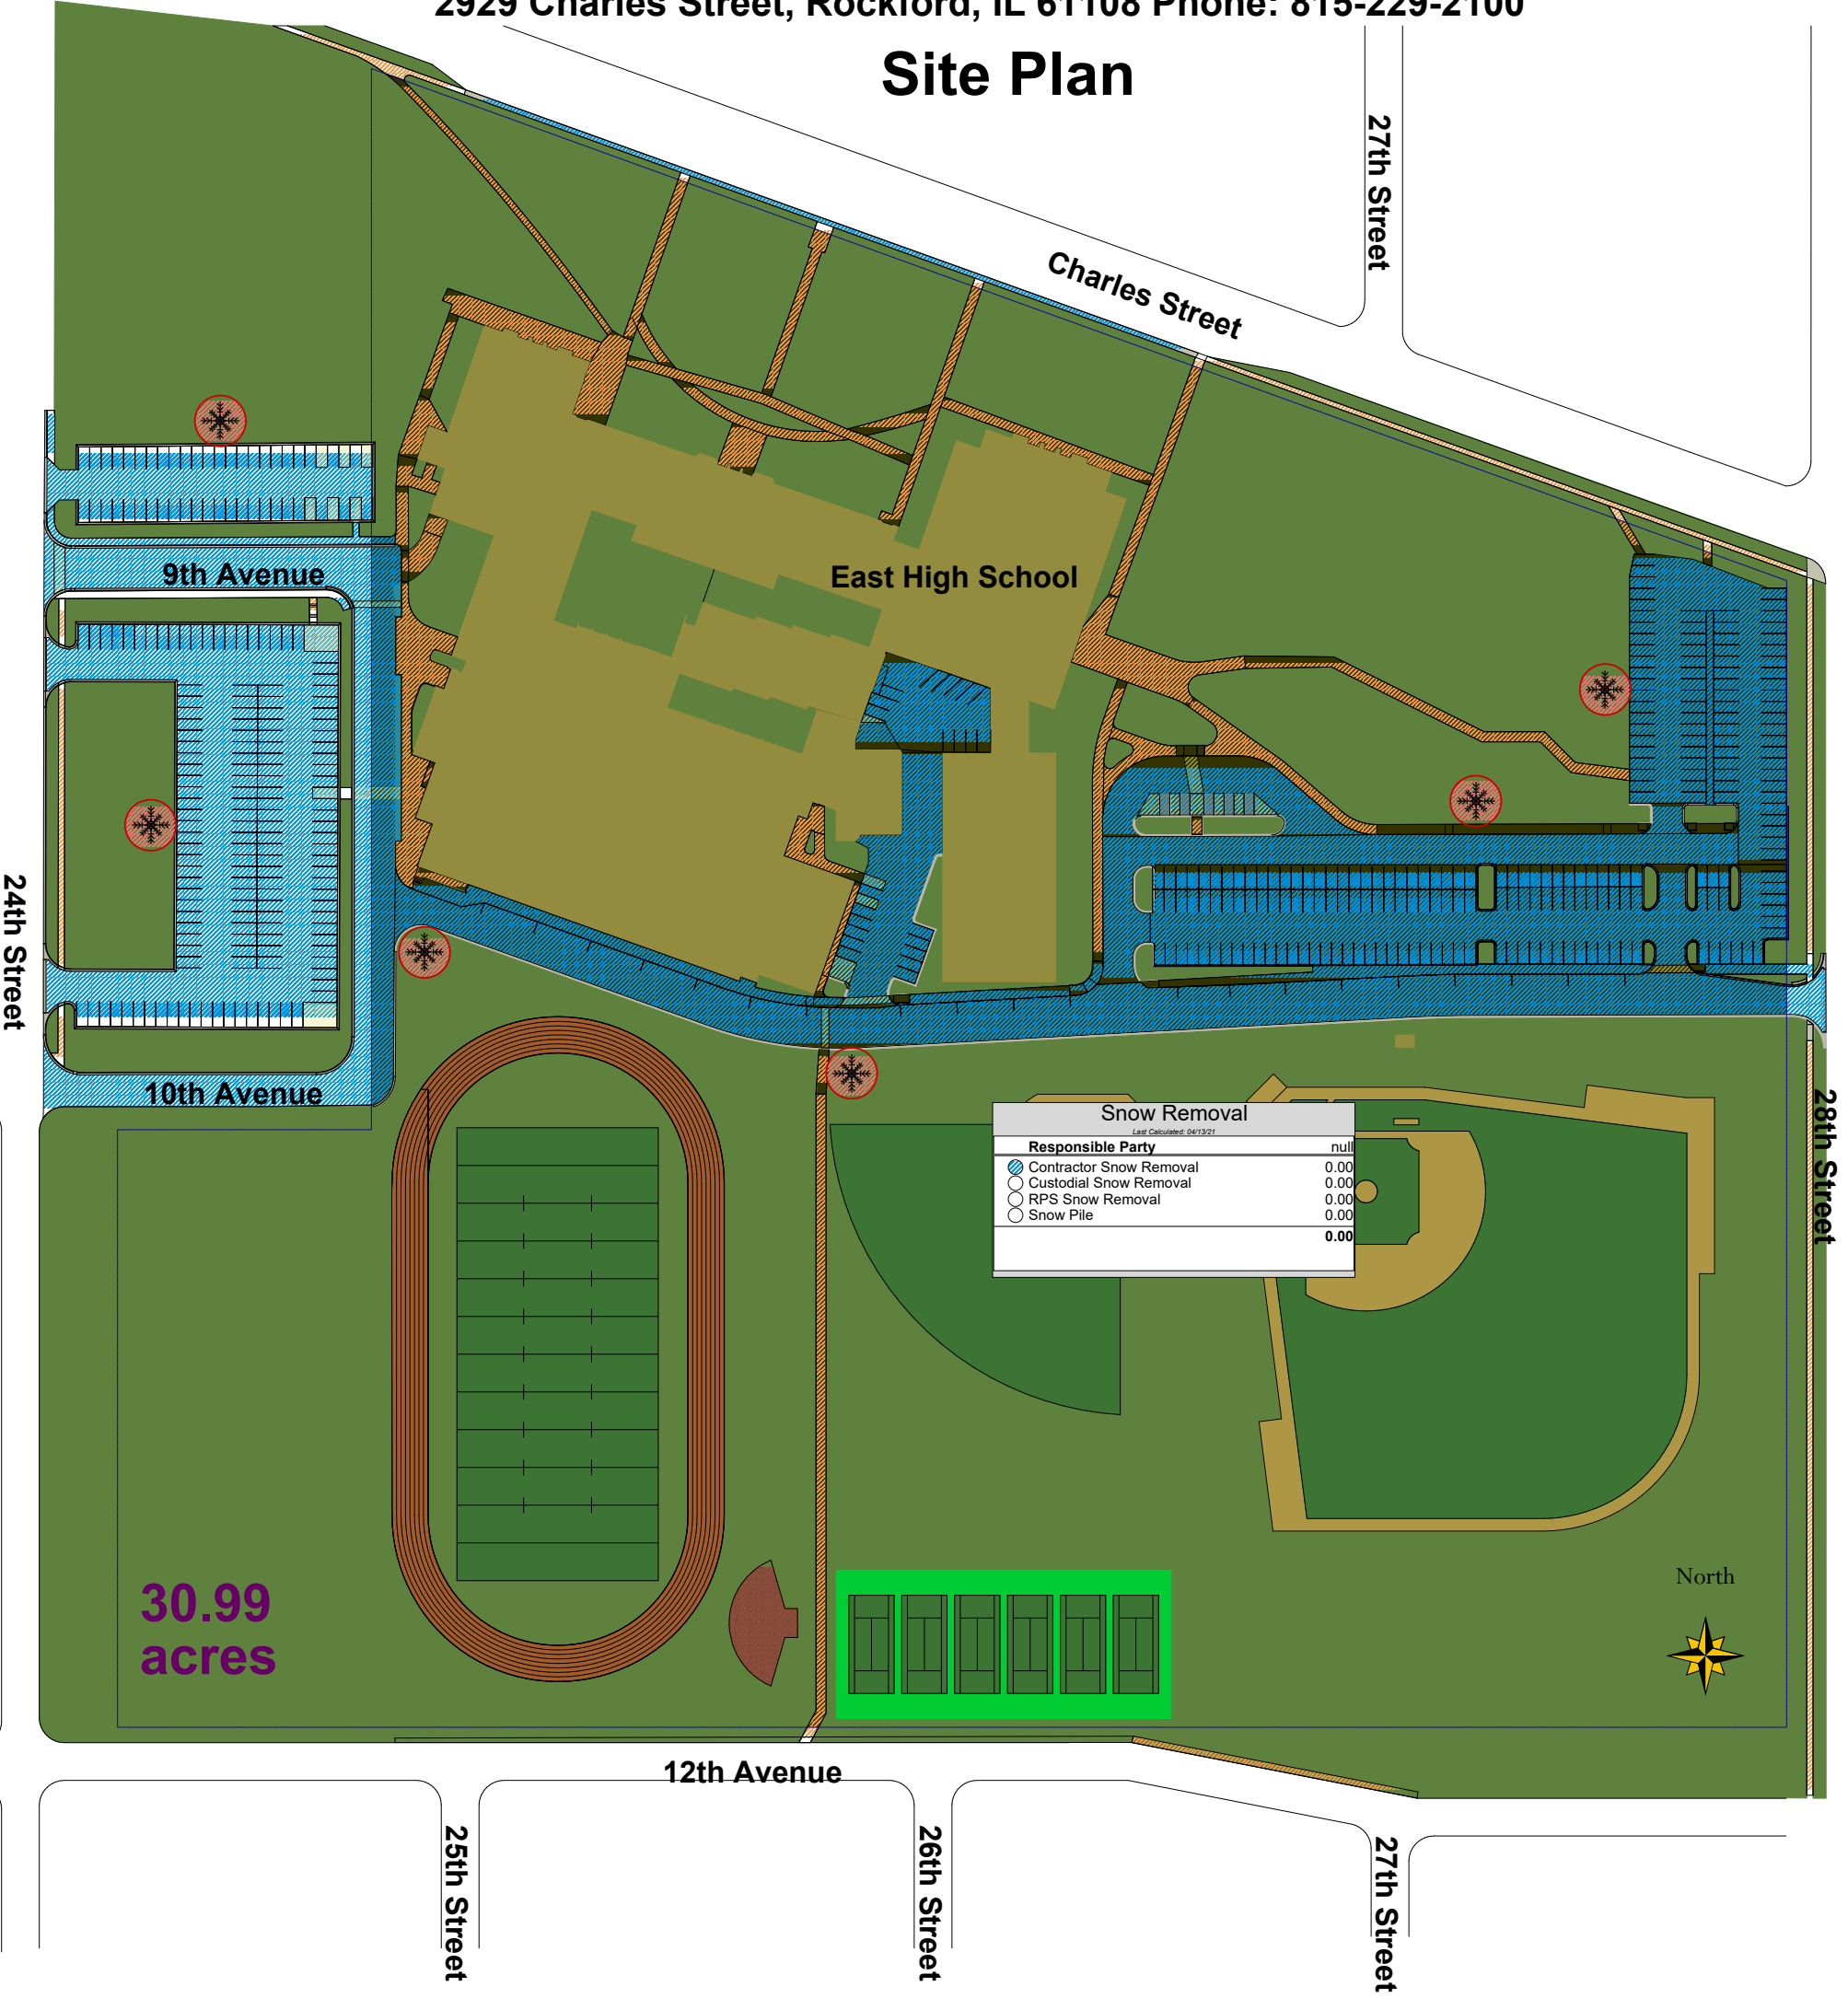 2929 Charles Street, Rockford, IL 61108 Phone: 815-229-2100
Site Plan
27th Street
Charles Street
East High School
9th Avenue
24th Street
10th Avenue
28th Street
Snow Removal
Last Calculated: 04/13/21
Responsible Party null
Contractor Snow Removal 0.00
Custodial Snow Removal 0.00
RPS Snow Removal 0.00
Snow Pile 0.00
0.00
North
30.99
acres
12th Avenue
25th Street
26th Street
27th Street